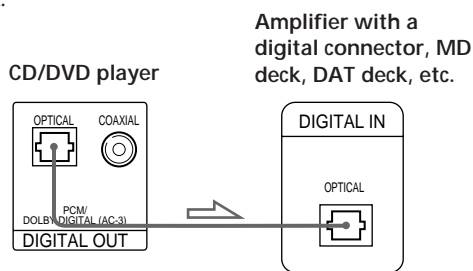 .
Amplifier with a
digital connector, MD
deck, DAT deck, etc.
CD/DVD player
OPTICAL
COAXIAL
PCM/
DOLBY DIGITAL (AC-3)
DIGITAL OUT
DIGITAL IN
OPTICAL